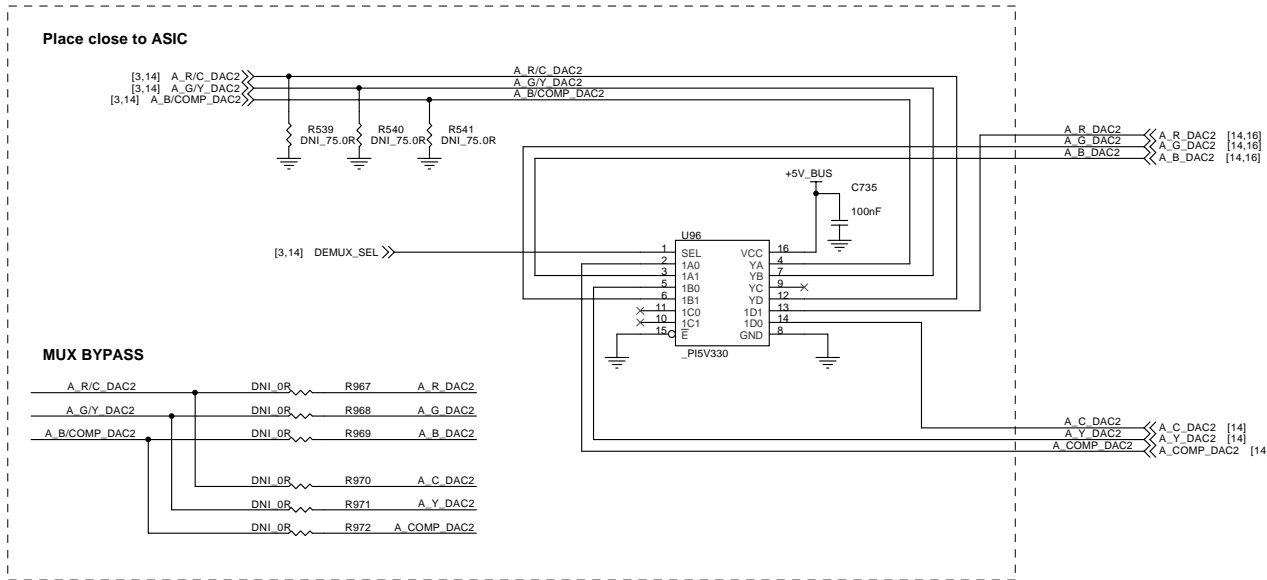 Place close to ASIC
[3,14] A_R/C_DAC2 A_R/C_DAC2
[3,14] A_G/Y_DAC2 A_G/Y_DAC2
[3,14] A_B/COMP_DAC2 A_B/COMP_DAC2
R539 R540 R541
DNI_75.0R DNI_75.0R DNI_75.0R
A_R_DAC2 A_R_DAC2 [14,16]
A_G_DAC2 A_G_DAC2 [14,16]
A_B_DAC2 A_B_DAC2 [14,16]
+5V_BUS C735
100nF
U96
[3,14] DEMUX_SEL 1 SEL VCC 16
2 1A0 YA 4
3 1A1 YB 7
5 1B0 YC 9
6 1B1 YD 12
11 1C0 1D1 13
10 1C1 1D0 14
15 E GND 8
_PI5V330
MUX BYPASS
A_R/C_DAC2 DNI_0R R967 A_R_DAC2
A_G/Y_DAC2 DNI_0R R968 A_G_DAC2
A_B/COMP_DAC2 DNI_0R R969 A_B_DAC2
DNI_0R R970 A_C_DAC2
DNI_0R R971 A_Y_DAC2
DNI_0R R972 A_COMP_DAC2
A_C_DAC2 A_C_DAC2 [14]
A_Y_DAC2 A_Y_DAC2 [14]
A_COMP_DAC2 A_COMP_DAC2 [14